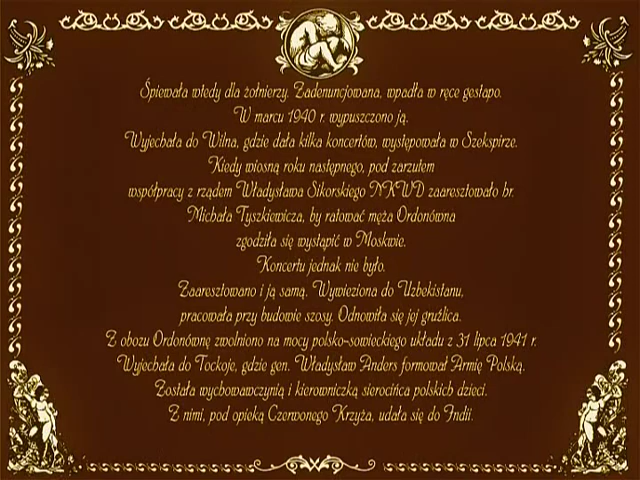 Śpiewała wtedy dla żołnierzy. Zadenuncjowana, wpadła w ręce gestapo.
W marcu 1940 r. wypuszczono ją.
Wyjechała do Wilna, gdzie dała kilka koncertów, występowała w Szekspirze.
Kiedy wiosną roku następnego, pod zarzutem
współpracy z rządem Władysława Sikorskiego NKWD zaaresztowało hr.
Michała Tyszkiewicza, by ratować męża Ordonówna
zgodziła się wystąpić w Moskwie.
Koncertu jednak nie było.
Zaaresztowano i ją samą. Wywieziona do Uzbekistanu,
pracowała przy budowie szosy. Odnowiła się jej gruźlica.
Z obozu Ordonównę zwolniono na mocy polsko-sowieckiego układu z 31 lipca 1941 r.
Wyjechała do Tockoje, gdzie gen. Władysław Anders formował Armię Polską.
Została wychowawczynią i kierowniczką sierocińca polskich dzieci.
Z nimi, pod opieką Czerwonego Krzyża, udała się do Indii.